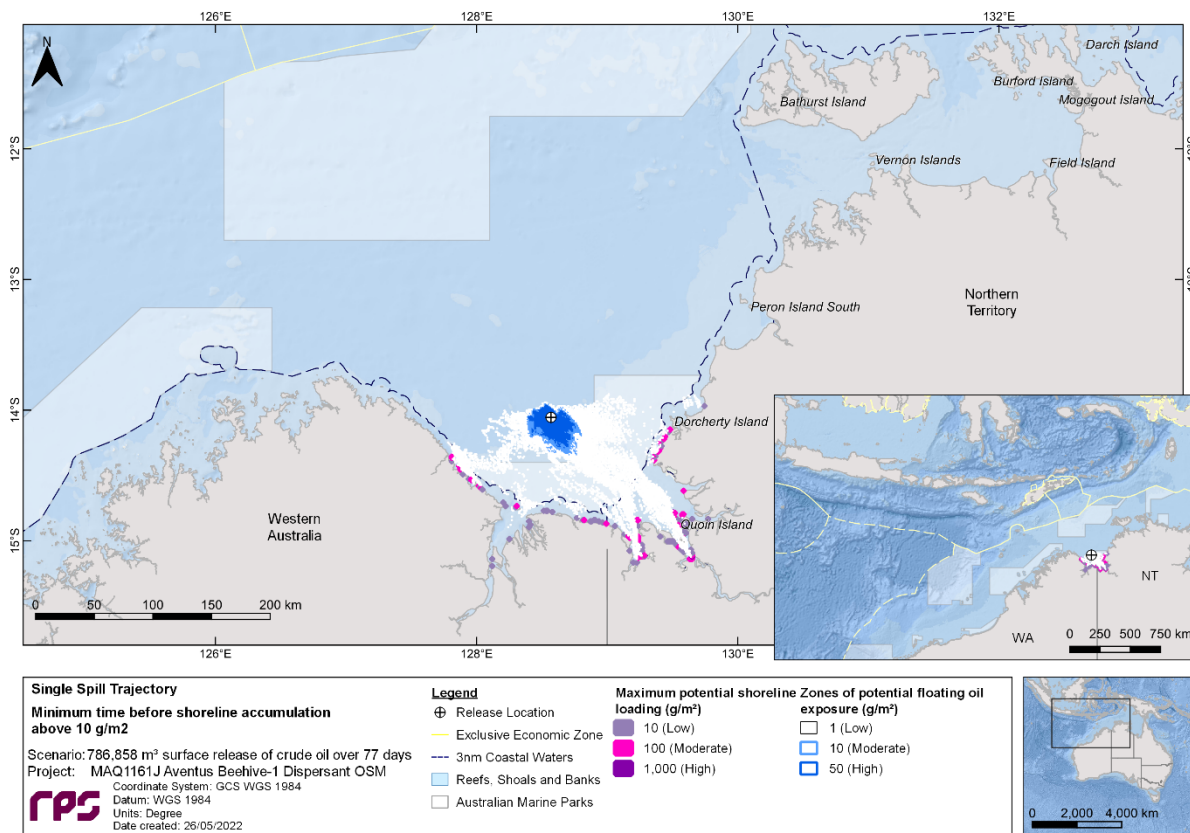 126°E 128°E 130°E 132°E
N
Darch Island
Burford Island
Bathurst Island
Mogogout Island
12°S
Vernon Islands
Field Island
13°S
Northern
Territory
Peron Island South
14°S
Dorcherty Island
Western
Australia
Quoin Island
15°S
0 50 100 150 200 km
126°E 128°E 130°E
NT
WA
0 250 500 750 km
Single Spill Trajectory
Minimum time before shoreline accumulation
above 10 g/m2
Scenario: 786,858 m³ surface release of crude oil over 77 days
Project: MAQ1161J Aventus Beehive-1 Dispersant OSM
rps
Coordinate System: GCS WGS 1984
Datum: WGS 1984
Units: Degree
Date created: 26/05/2022
Legend
Release Location
Exclusive Economic Zone
3nm Coastal Waters
Reefs, Shoals and Banks
Australian Marine Parks
Maximum potential shoreline
loading (g/m²)
10 (Low)
100 (Moderate)
1,000 (High)
Zones of potential floating oil
exposure (g/m²)
1 (Low)
10 (Moderate)
50 (High)
0 2,000 4,000 km